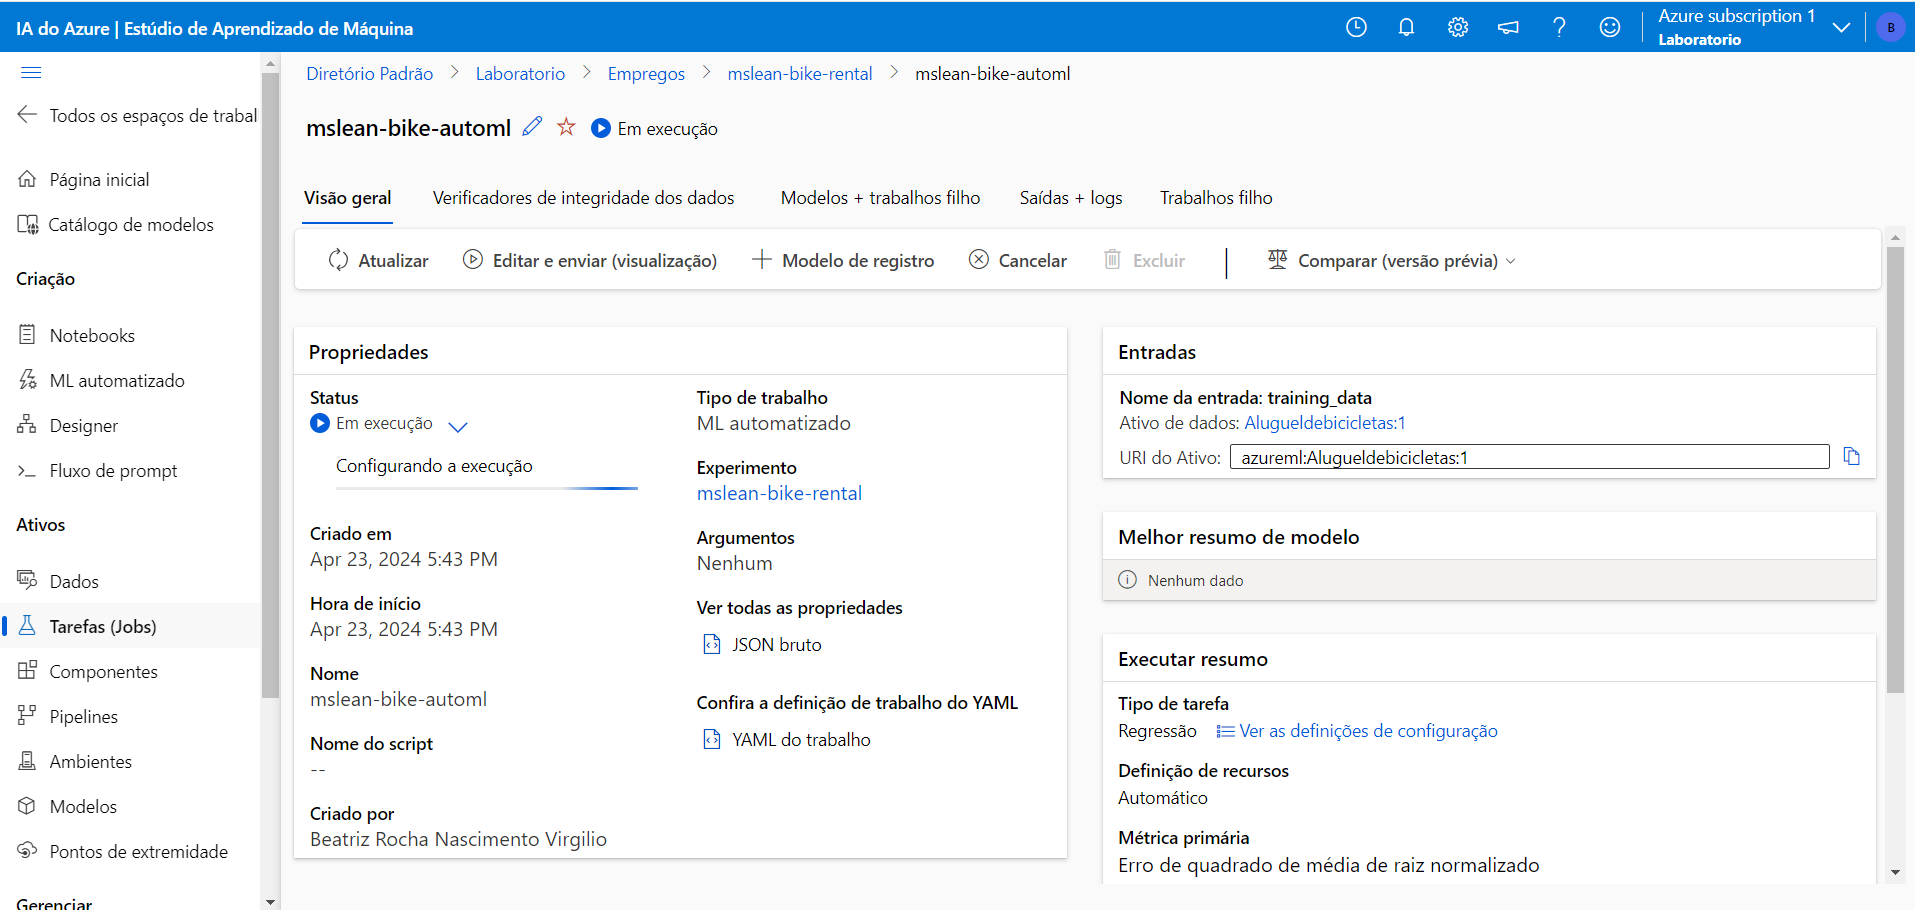 IA do Azure | Estúdio de Aprendizado de Máquina
Azure subscription 1
Laboratorio
B
Todos os espaços de trabal
Página inicial
Catálogo de modelos
Criação
Notebooks
ML automatizado
Designer
Fluxo de prompt
Ativos
Dados
Tarefas (Jobs)
Componentes
Pipelines
Ambientes
Modelos
Pontos de extremidade
Gerenciar
Diretório Padrão > Laboratorio > Empregos > mslean-bike-rental > mslean-bike-automl
mslean-bike-automl Em execução
Visão geral Verificadores de integridade dos dados Modelos + trabalhos filho Saídas + logs Trabalhos filho
Atualizar Editar e enviar (visualização) Modelo de registro Cancelar Excluir Comparar (versão prévia)
Propriedades
Status
Em execução
Configurando a execução
Criado em
Apr 23, 2024 5:43 PM
Hora de início
Apr 23, 2024 5:43 PM
Nome
mslean-bike-automl
Nome do script
--
Criado por
Beatriz Rocha Nascimento Virgilio
Tipo de trabalho
ML automatizado
Experimento
mslean-bike-rental
Argumentos
Nenhum
Ver todas as propriedades
JSON bruto
Confira a definição de trabalho do YAML
YAML do trabalho
Entradas
Nome da entrada: training_data
Ativo de dados: Alugueldebicicletas:1
URI do Ativo: azureml:Alugueldebicicletas:1
Melhor resumo de modelo
Nenhum dado
Executar resumo
Tipo de tarefa
Regressão Ver as definições de configuração
Definição de recursos
Automático
Métrica primária
Erro de quadrado de média de raiz normalizado